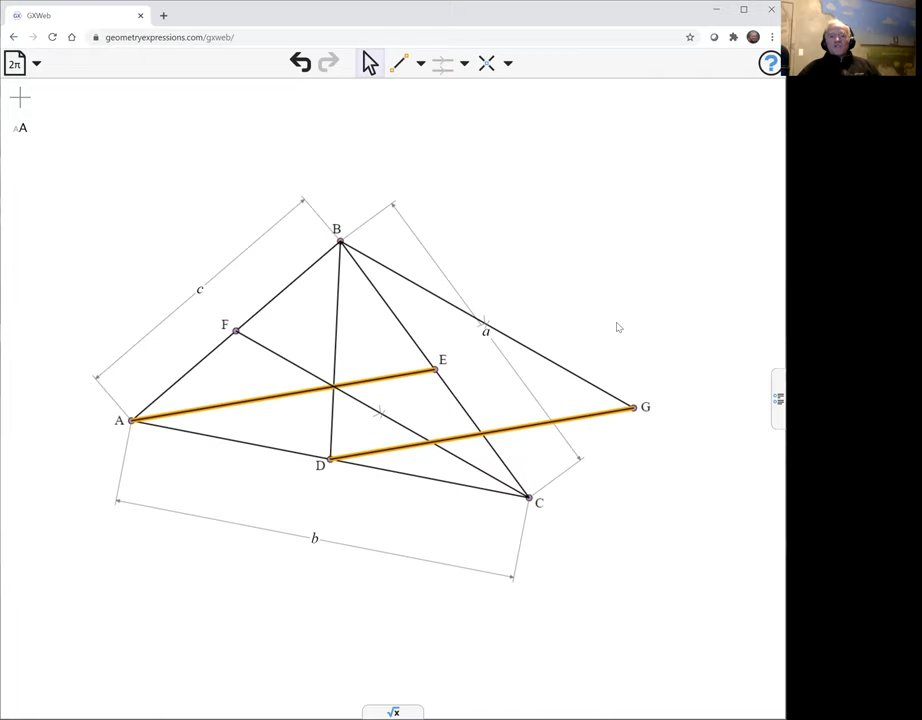 GXWeb
geometryexpressions.com/gxweb/
2π
?
AA
B
c
a
F
E
A
G
D
C
b
√x